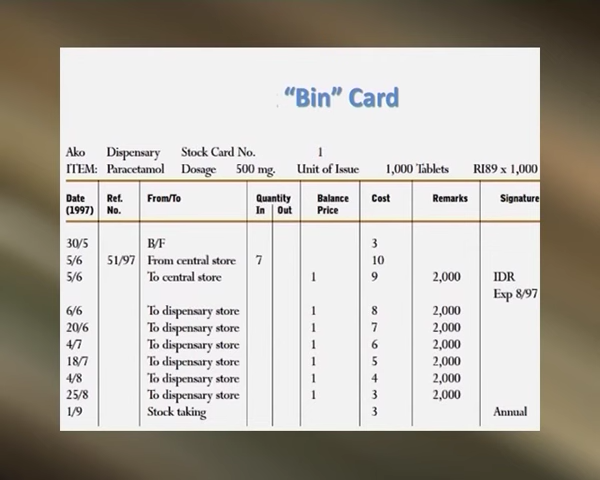 “Bin” Card
Ako Dispensary Stock Card No. 1
ITEM: Paracetamol Dosage 500 mg. Unit of Issue 1,000 Tablets RI89 x 1,000
Date Ref. From/To Quantity Balance Cost Remarks Signature
(1997) No. In Out Price
30/5 B/F 3
5/6 51/97 From central store 7 10
5/6 To central store 1 9 2,000 IDR
Exp 8/97
6/6 To dispensary store 1 8 2,000
20/6 To dispensary store 1 7 2,000
4/7 To dispensary store 1 6 2,000
18/7 To dispensary store 1 5 2,000
4/8 To dispensary store 1 4 2,000
25/8 To dispensary store 1 3 2,000
1/9 Stock taking 3 Annual